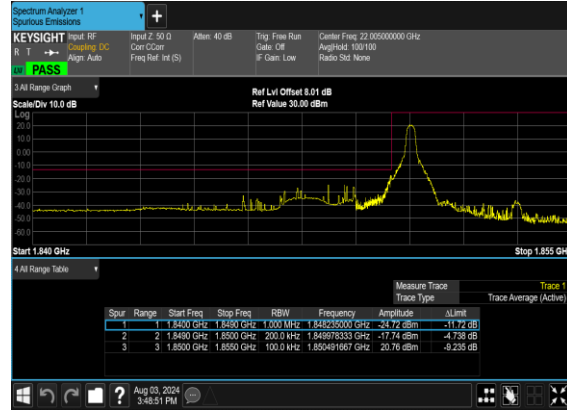 Spectrum Analyzer 1
Spurious Emissions
KEYSIGHT Input: RF Input Z: 50 Ω Atten: 40 dB Trig: Free Run Center Freq: 22.005000000 GHz
R T Coupling: DC Corr CCorr Gate: Off Avg|Hold: 100/100
Align: Auto Freq Ref: Int (S) IF Gain: Low Radio Std: None
PASS
3 All Range Graph Ref Lvl Offset 8.01 dB
Scale/Div 10.0 dB Ref Value 30.00 dBm
Log
20.0
10.0
0.00
-10.0
-20.0
-30.0
-40.0
-50.0
-60.0
Start 1.840 GHz Stop 1.855 GH
4 All Range Table
Measure Trace Trace 1
Trace Type Trace Average (Active)
Spur Range Start Freq Stop Freq RBW Frequency Amplitude ΔLimit
1 1 1.8400 GHz 1.8490 GHz 1.000 MHz 1.848235000 GHz -24.72 dBm -11.72 dB
2 2 1.8490 GHz 1.8500 GHz 200.0 kHz 1.849978333 GHz -17.74 dBm -4.738 dB
3 3 1.8500 GHz 1.8550 GHz 100.0 kHz 1.850491667 GHz 20.76 dBm -9.235 dB
? Aug 03, 2024
3:48:51 PM